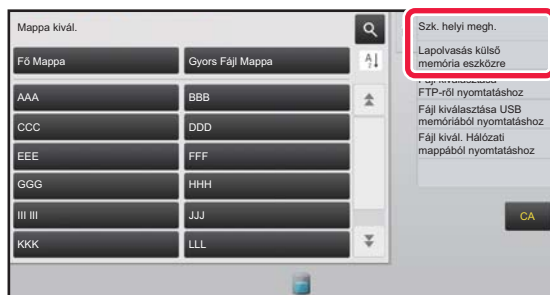 Mappa kivál.
Fő Mappa
Gyors Fájl Mappa
AAA
BBB
CCC
DDD
EEE
FFF
GGG
HHH
III III
JJJ
KKK
LLL
Szk. helyi megh.
Lapolvasás külső
memória eszközre
Fájl kiválasztása
FTP-ről nyomtatáshoz
Fájl kiválasztása USB
memóriából nyomtatáshoz
Fájl kivál. Hálózati
mappából nyomtatáshoz
CA